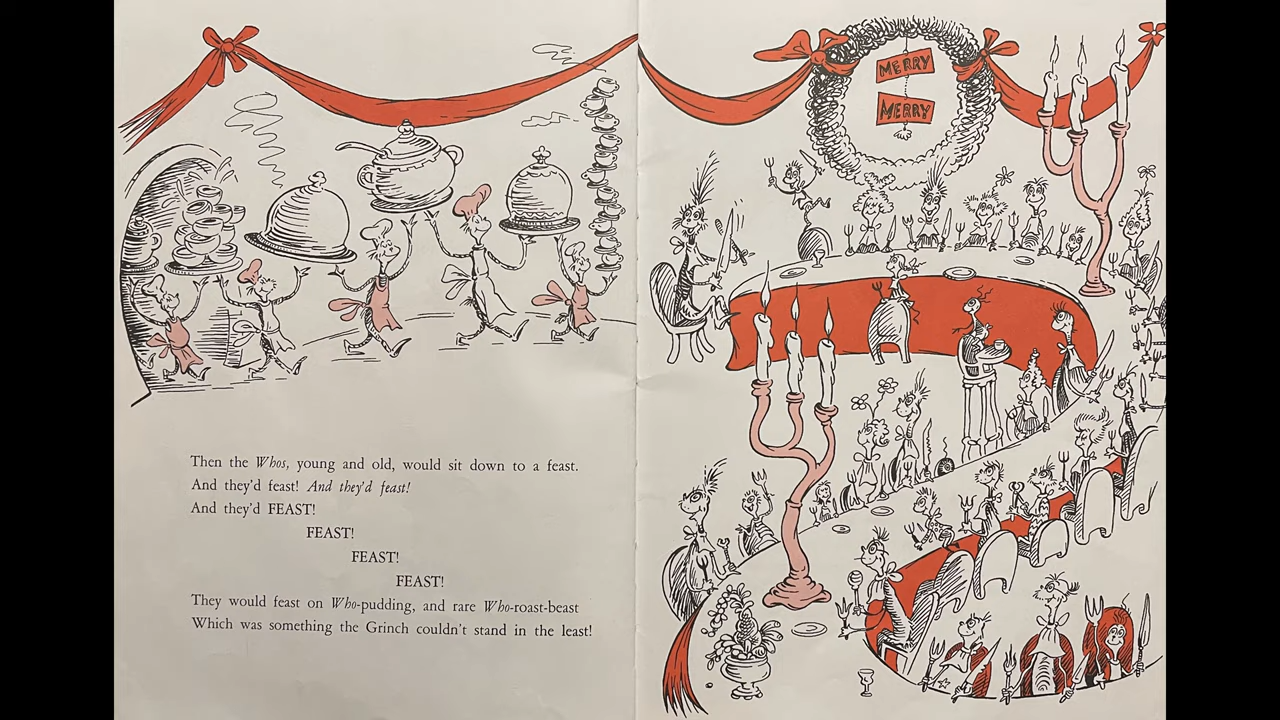 Then the Whos, young and old, would sit down to a feast.
And they'd feast! And they'd feast!
And they'd FEAST!
FEAST!
FEAST!
FEAST!
They would feast on Who-pudding, and rare Who-roast-beast
Which was something the Grinch couldn't stand in the least!
MERRY
MERRY